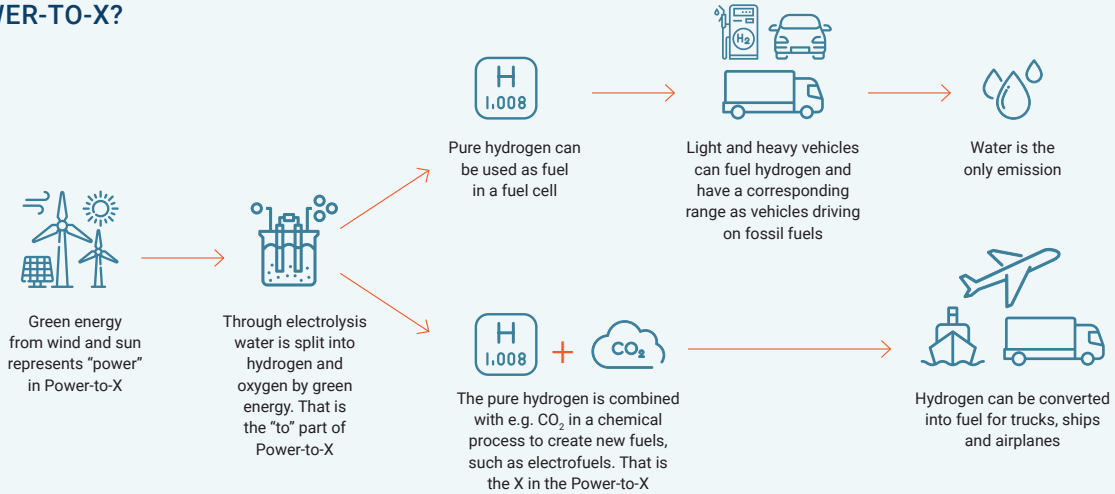 WER-TO-X?
H
1,008
Pure hydrogen can
be used as fuel
in a fuel cell
H2
Light and heavy vehicles
can fuel hydrogen and
have a corresponding
range as vehicles driving
on fossil fuels
Water is the
only emission
Green energy
from wind and sun
represents “power”
in Power-to-X
Through electrolysis
water is split into
hydrogen and
oxygen by green
energy. That is
the “to” part of
Power-to-X
H
1,008
+
CO₂
The pure hydrogen is combined
with e.g. CO₂ in a chemical
process to create new fuels,
such as electrofuels. That is
the X in the Power-to-X
Hydrogen can be converted
into fuel for trucks, ships
and airplanes